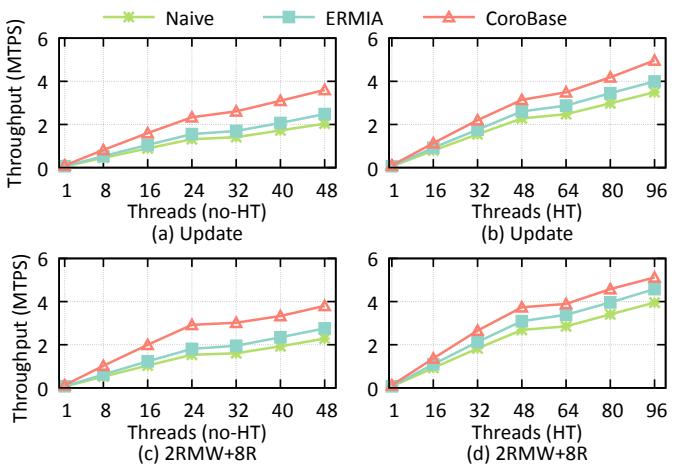 Naive ERMIA CoroBase
Throughput (MTPS)
6
4
2
0
1 8 16 24 32 40 48
Threads (no-HT)
(a) Update
6
4
2
0
1 16 32 48 64 80 96
Threads (HT)
(b) Update
Throughput (MTPS)
6
4
2
0
1 8 16 24 32 40 48
Threads (no-HT)
(c) 2RMW+8R
6
4
2
0
1 16 32 48 64 80 96
Threads (HT)
(d) 2RMW+8R